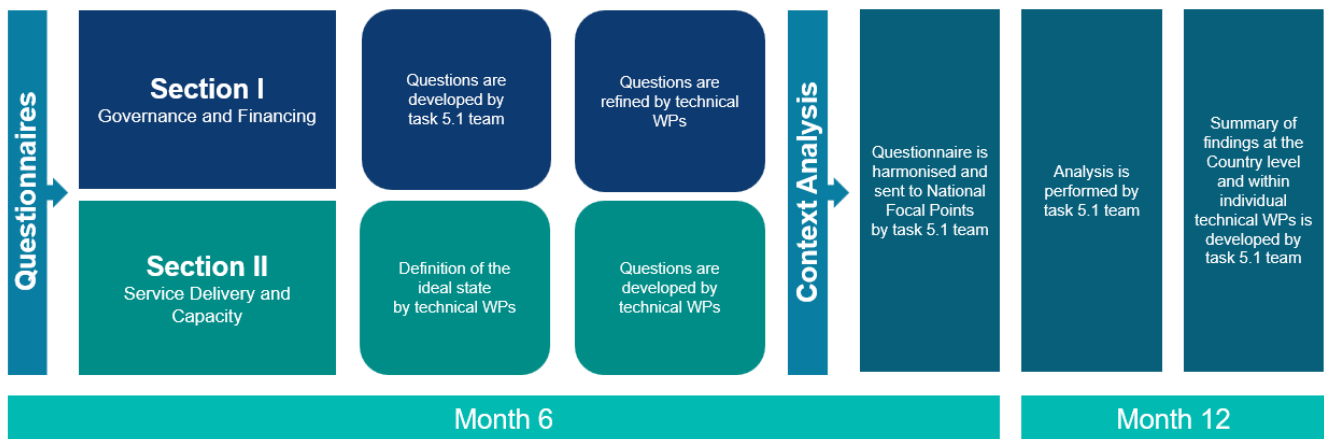 Questionnaires
Section I
Governance and Financing
Questions are
developed by
task 5.1 team
Questions are
refined by technical
WPs
Section II
Service Delivery and
Capacity
Definition of the
ideal state
by technical WPs
Questions are
developed by
technical WPs
Context Analysis
Questionnaire is
harmonised and
sent to National
Focal Points
by task 5.1 team
Analysis is
performed by
task 5.1 team
Summary of
findings at the
Country level
and within
individual
technical WPs is
developed by
task 5.1 team
Month 6
Month 12